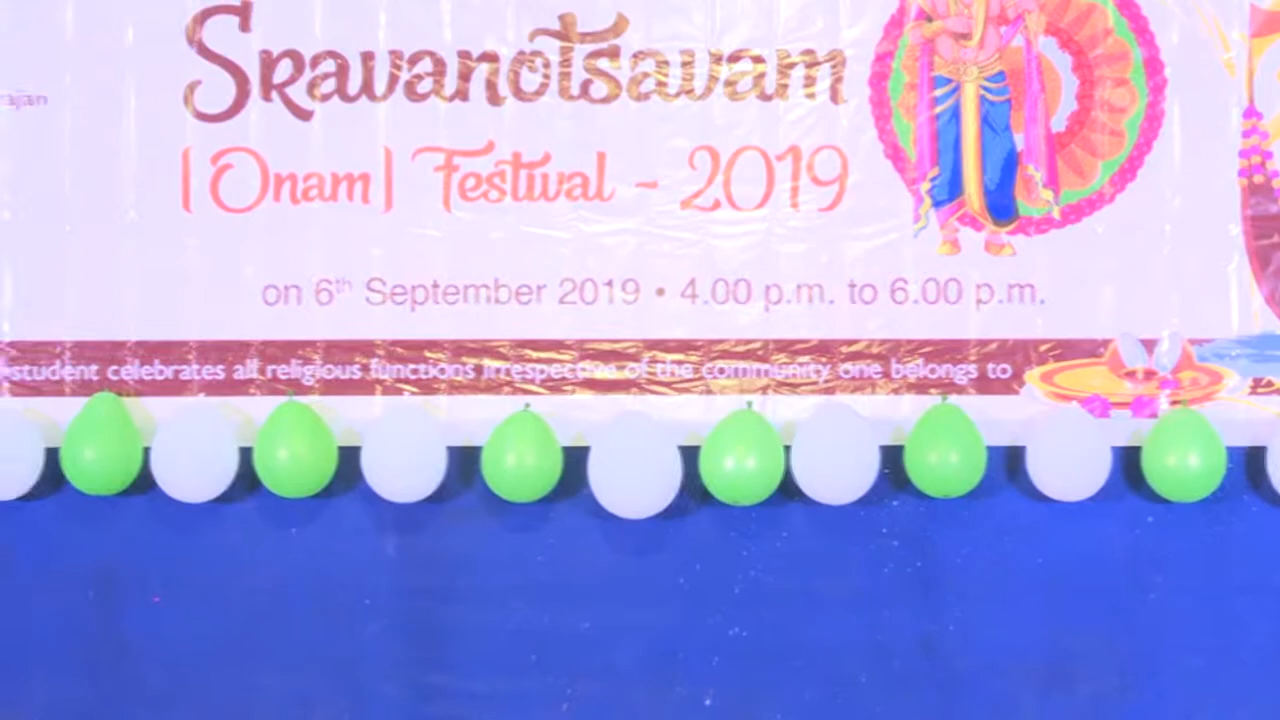 Sravanotsavam
| Onam | Festival - 2019
on 6th September 2019 • 4.00 p.m. to 6.00 p.m.
student celebrates all religious functions irrespective of the community one belongs to